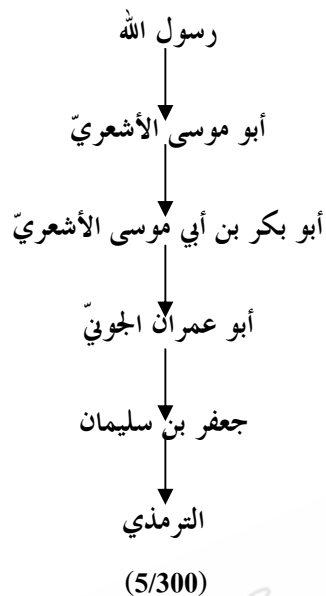 رسول الله
أبو موسى الأشعريّ
أبو بكر بن أبي موسى الأشعريّ
أبو عمران الجونيّ
جعفر بن سليمان
الترمذي
(5/300)